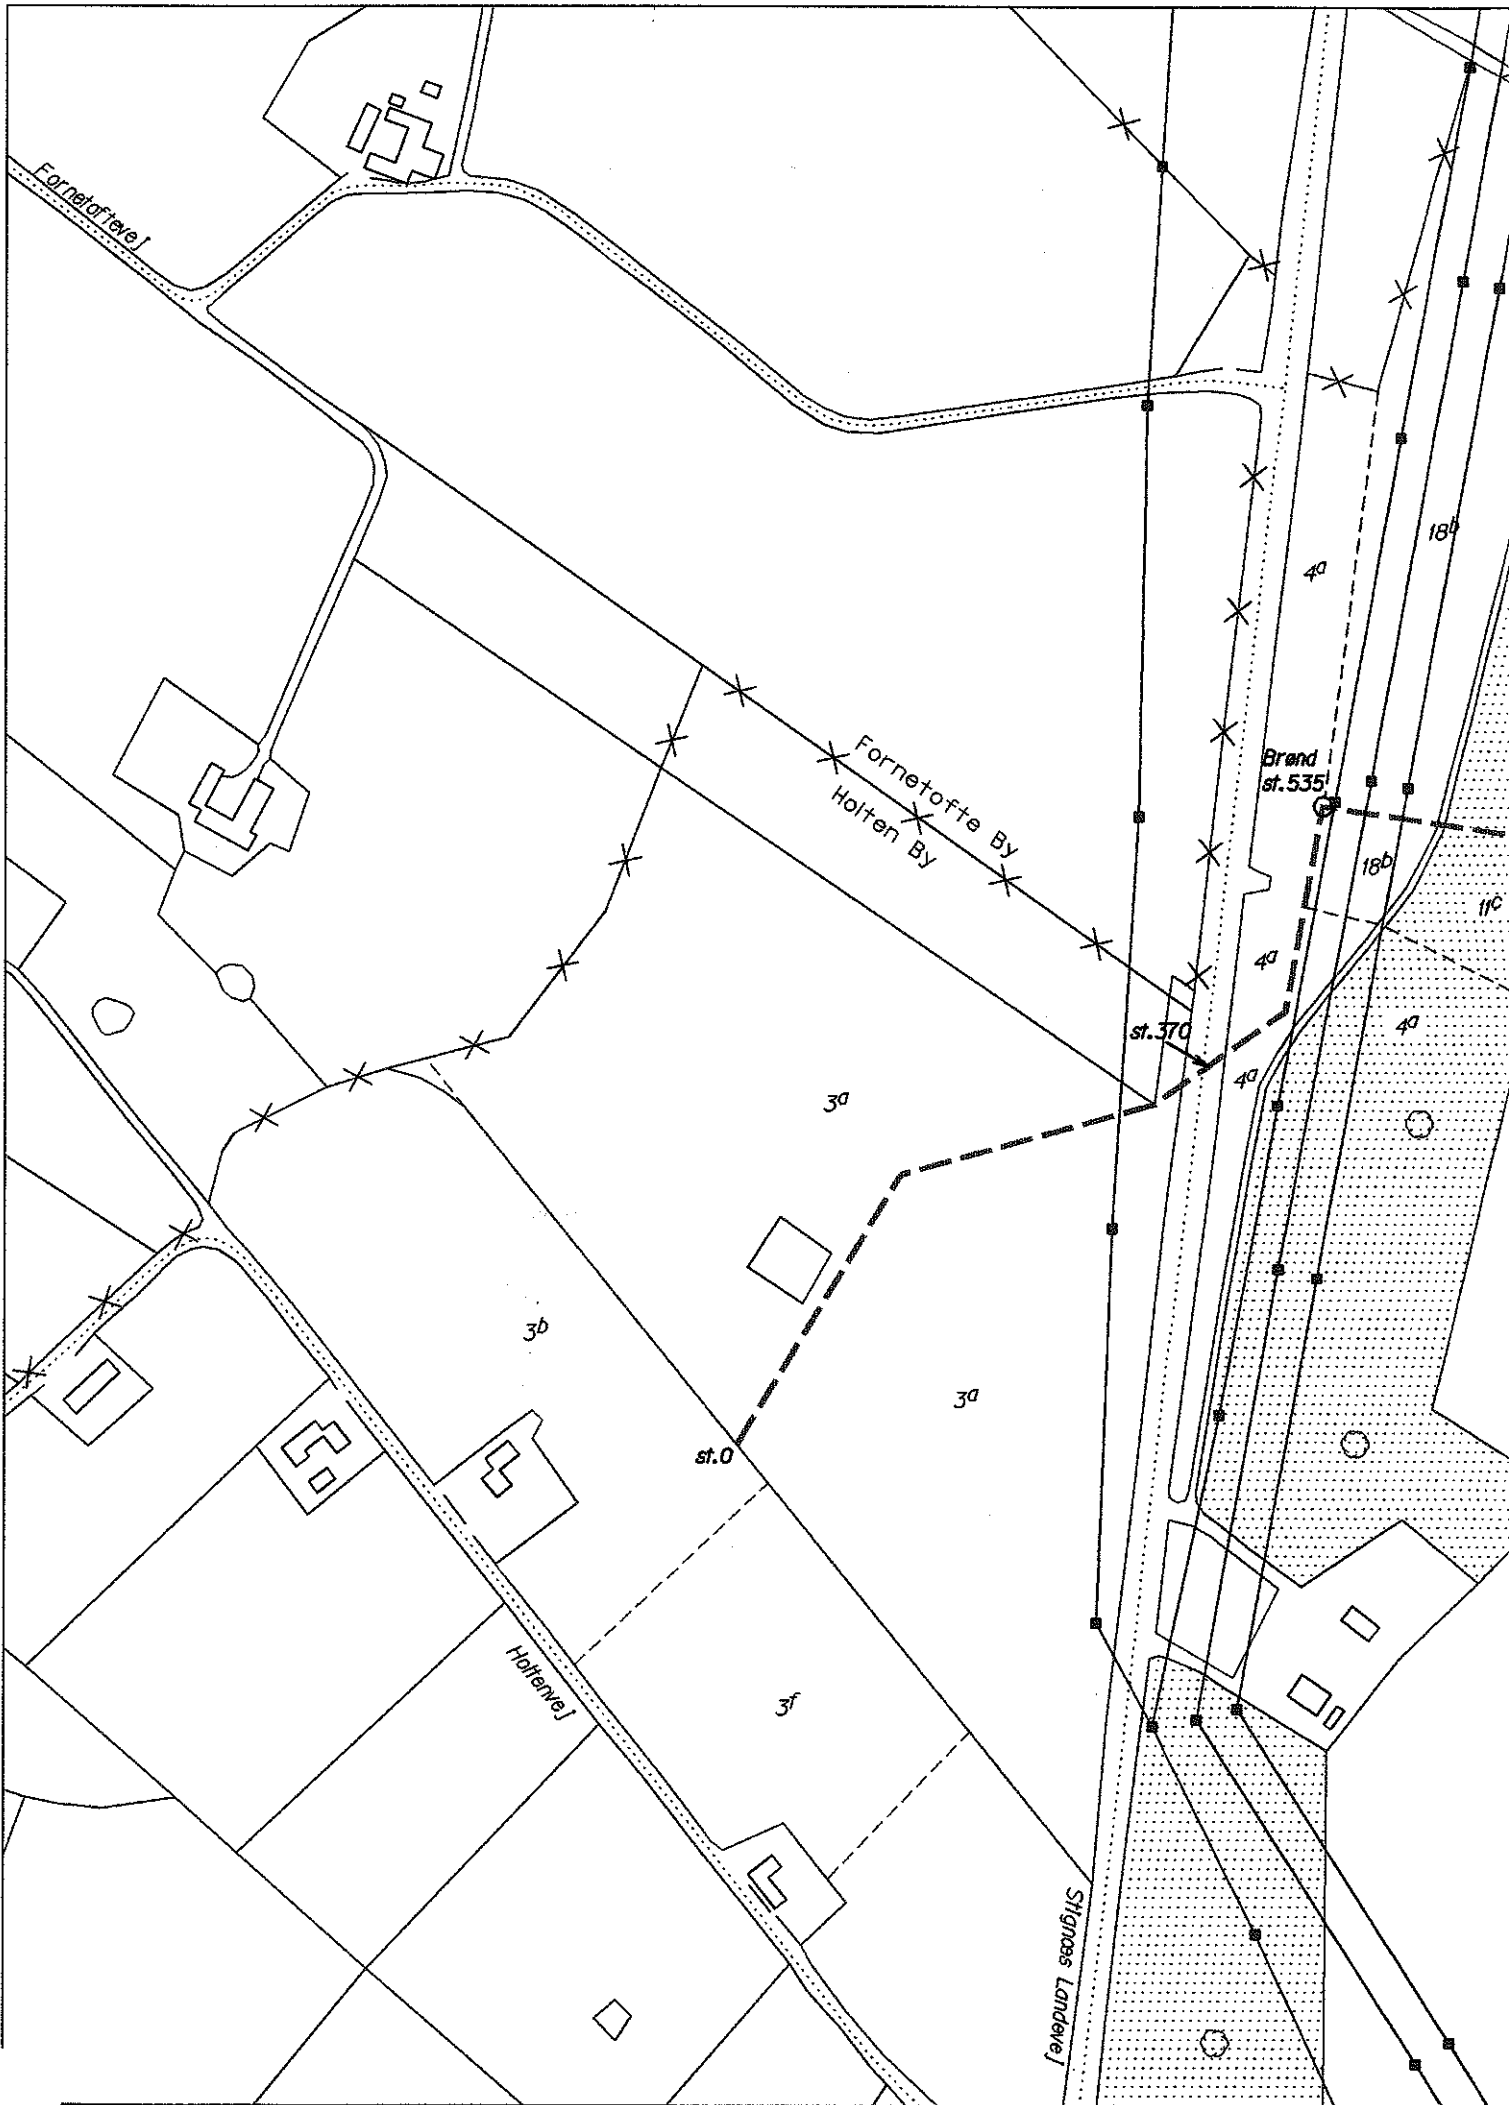 Fornetoftevej
18b
4a
Brønd
st.535
Fornetofte By
Holten By
18b
11c
4a
4a
st.370
4a
3a
3b
3a
st.0
Holtenvej
3f
Stignæs Landevej